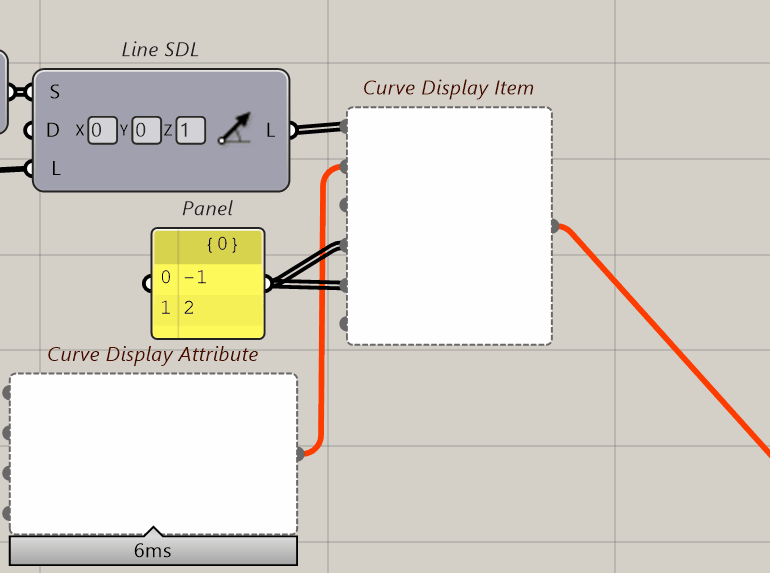 Line SDL
S
D X 0 Y 0 Z 1 L
L
Curve Display Item
Panel
{0}
0 -1
1 2
Curve Display Attribute
6ms